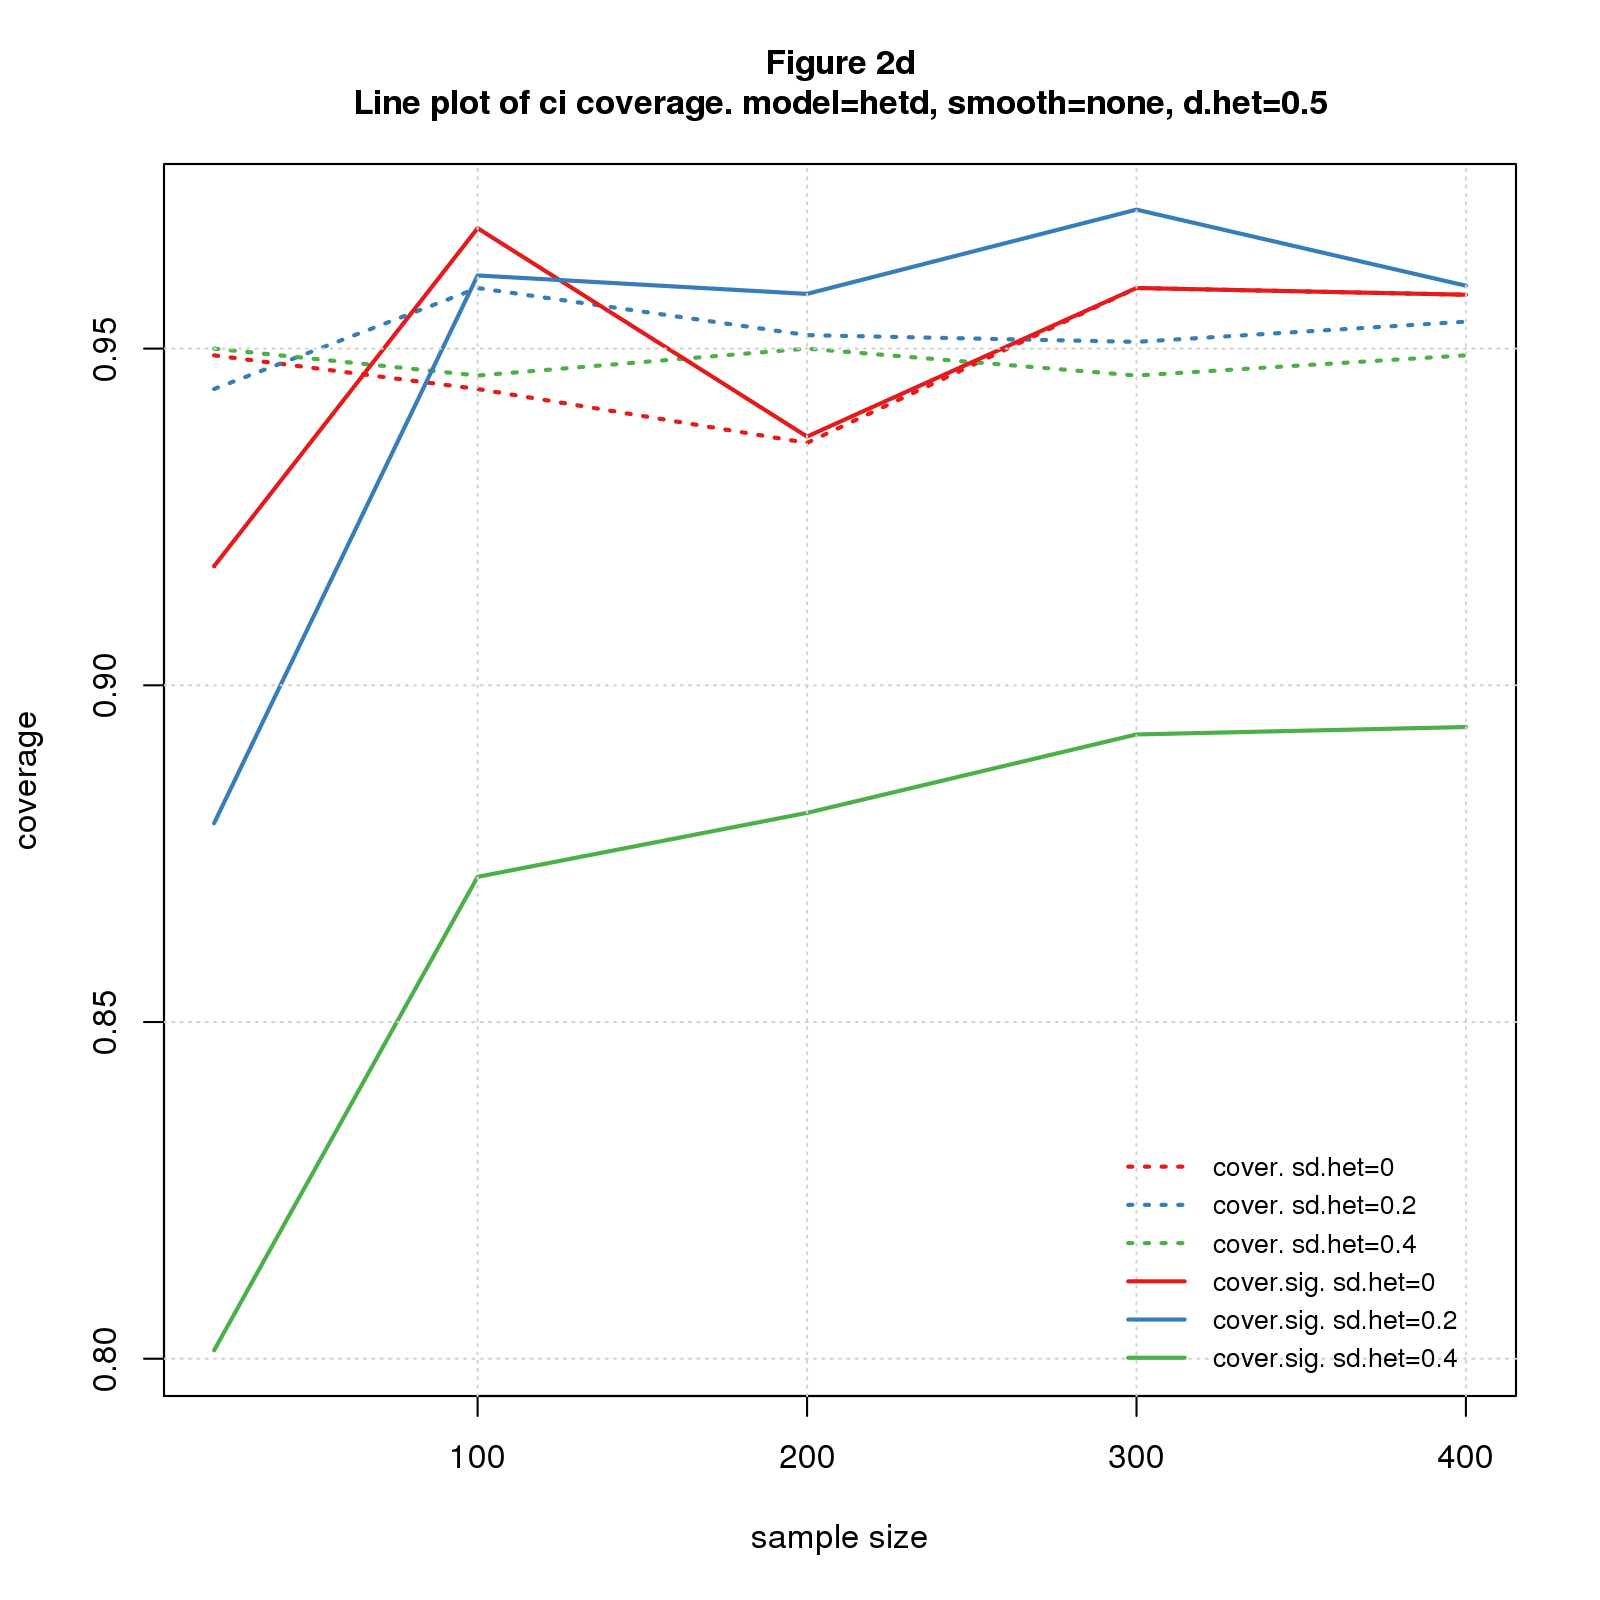 Figure 2d
Line plot of ci coverage. model=hetd, smooth=none, d.het=0.5
coverage
0.95
0.90
0.85
0.80
cover. sd.het=0
cover. sd.het=0.2
cover. sd.het=0.4
cover.sig. sd.het=0
cover.sig. sd.het=0.2
cover.sig. sd.het=0.4
100 200 300 400
sample size